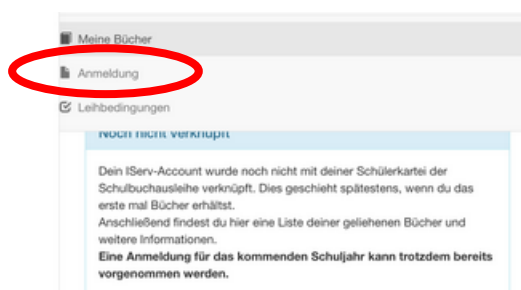 Meine Bücher
Anmeldung
Leihbedingungen
Noch nicht verknüpft
Dein IServ-Account wurde noch nicht mit deiner Schülerkartei der
Schulbuchausleihe verknüpft. Dies geschieht spätestens, wenn du das
erste mal Bücher erhältst.
Anschließend findest du hier eine Liste deiner geliehenen Bücher und
weitere Informationen.
Eine Anmeldung für das kommenden Schuljahr kann trotzdem bereits
vorgenommen werden.